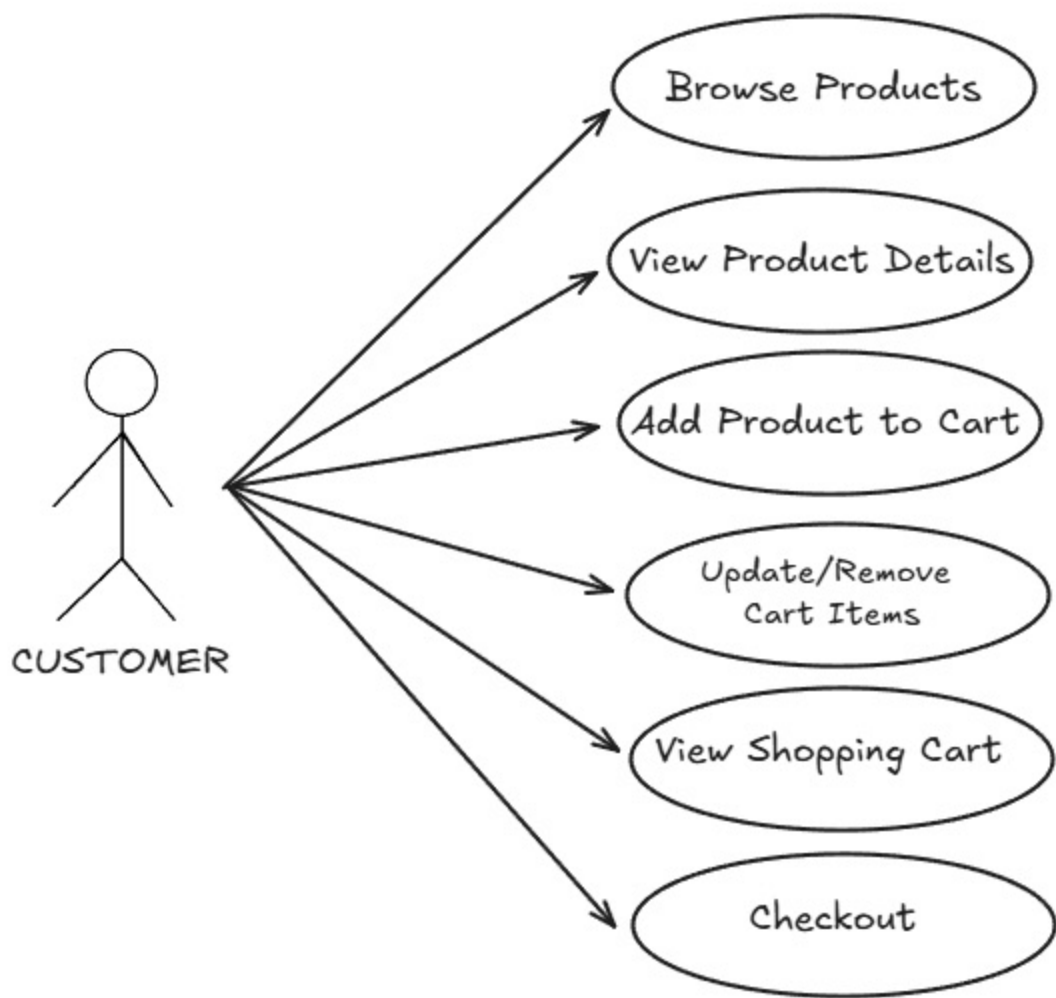 Browse Products
View Product Details
Add Product to Cart
Update/Remove
Cart Items
CUSTOMER
View Shopping Cart
Checkout